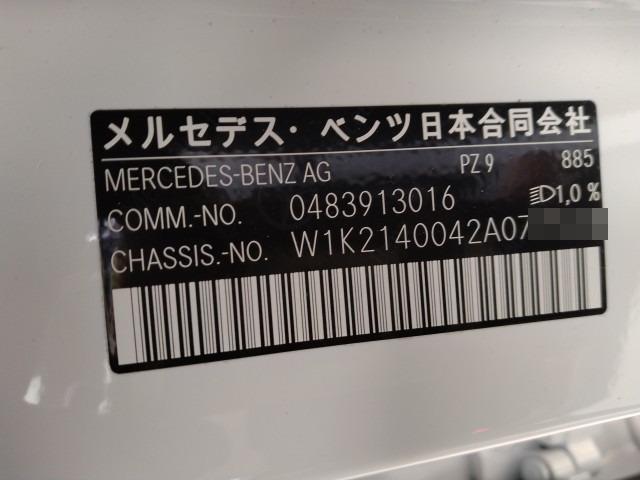 メルセデス・ベンツ日本合同会社
MERCEDES-BENZ AG PZ 9 885
COMM.-NO. 0483913016 1,0 %
CHASSIS.-NO. W1K2140042A07